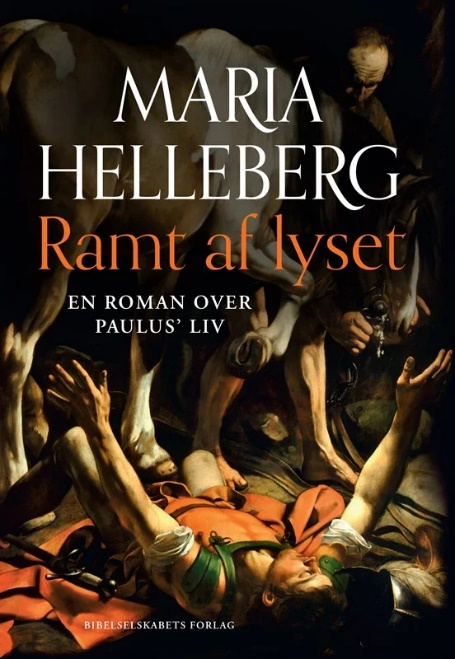 MARIA
HELLEBERG
Ramt af lyset
EN ROMAN OVER
PAULUS’ LIV
BIBELSELSKABETS FORLAG